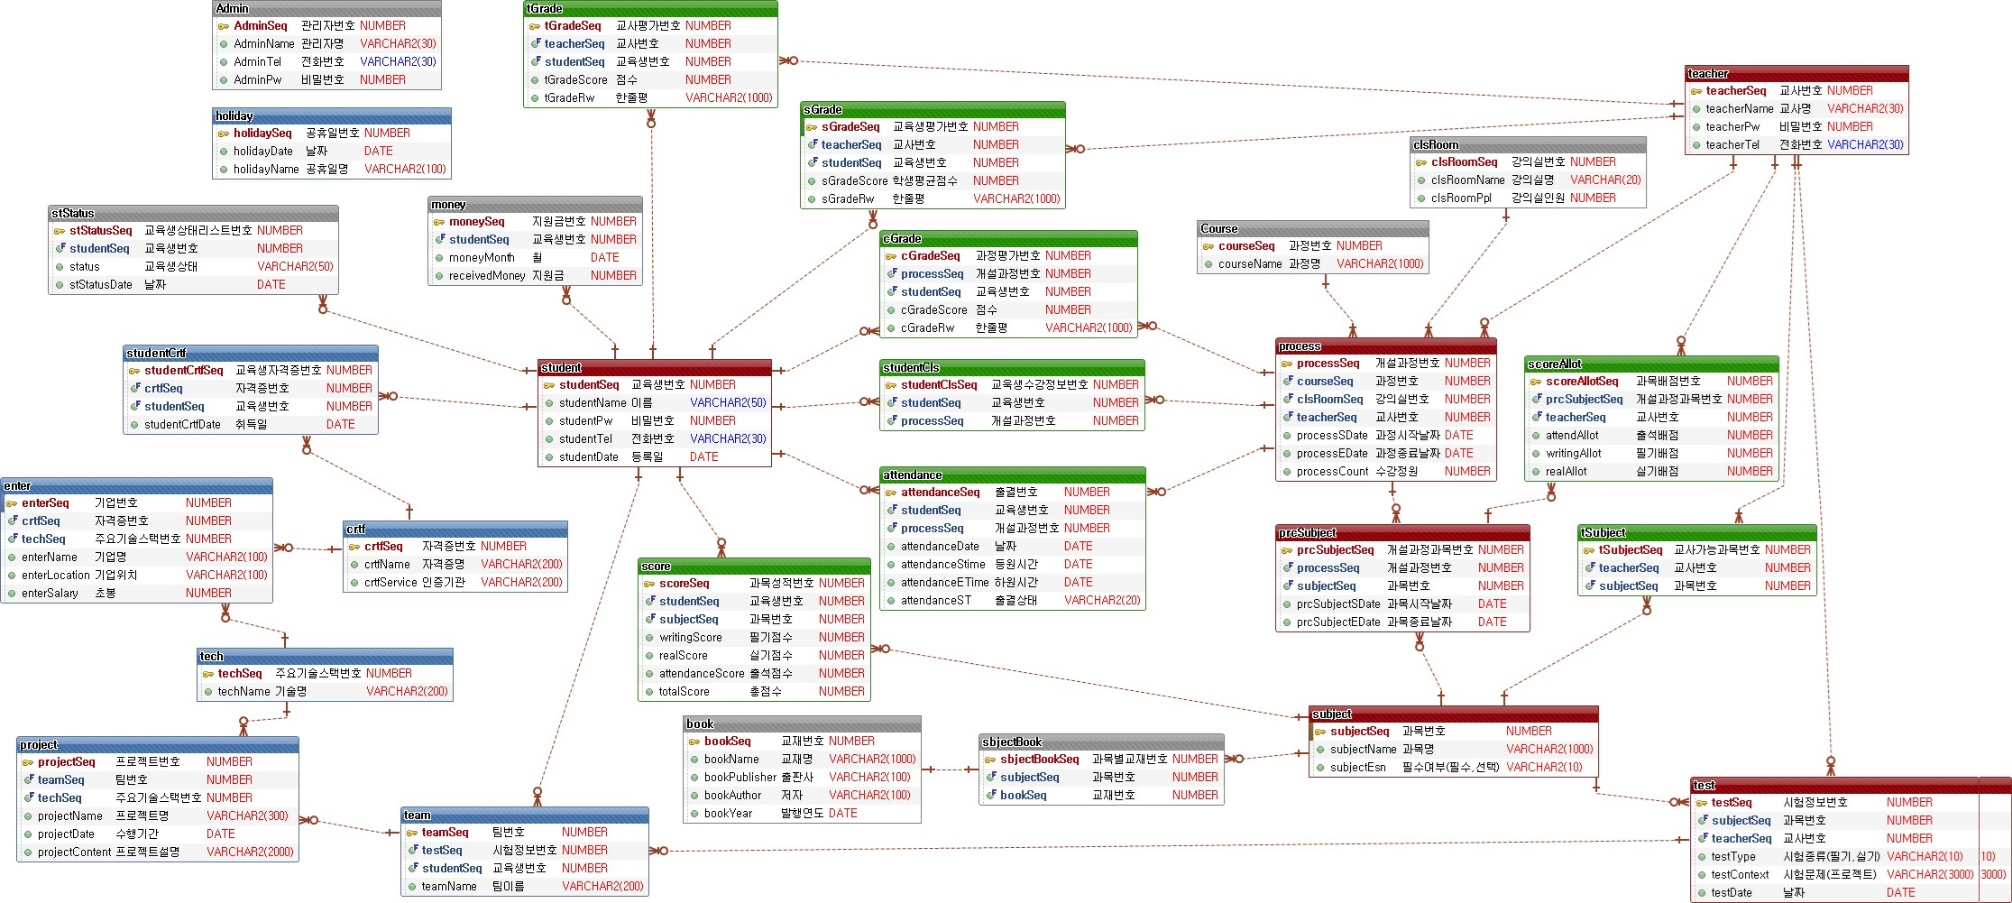 Admin
AdminSeq 관리자번호 NUMBER
AdminName 관리자명 VARCHAR2(30)
AdminTel 전화번호 VARCHAR2(30)
AdminPw 비밀번호 NUMBER
holiday
holidaySeq 공휴일번호 NUMBER
holidayDate 날짜 DATE
holidayName 공휴일명 VARCHAR2(100)
tGrade
tGradeSeq 교사평가번호 NUMBER
teacherSeq 교사번호 NUMBER
studentSeq 교육생번호 NUMBER
tGradeScore 점수 NUMBER
tGradeRw 한줄평 VARCHAR2(1000)
sGrade
sGradeSeq 교육생평가번호 NUMBER
teacherSeq 교사번호 NUMBER
studentSeq 교육생번호 NUMBER
sGradeScore 학생평균점수 NUMBER
sGradeRw 한줄평 VARCHAR2(1000)
teacher
teacherSeq 교사번호 NUMBER
teacherName 교사명 VARCHAR2(30)
teacherPw 비밀번호 NUMBER
teacherTel 전화번호 VARCHAR2(30)
clsRoom
clsRoomSeq 강의실번호 NUMBER
clsRoomName 강의실명 VARCHAR(20)
clsRoomPpl 강의실인원 NUMBER
stStatus
stStatusSeq 교육생상태리스트번호 NUMBER
studentSeq 교육생번호 NUMBER
status 교육생상태 VARCHAR2(50)
stStatusDate 날짜 DATE
money
moneySeq 지원금번호 NUMBER
studentSeq 교육생번호 NUMBER
moneyMonth 월 DATE
receivedMoney 지원금 NUMBER
cGrade
cGradeSeq 과정평가번호 NUMBER
processSeq 개설과정번호 NUMBER
studentSeq 교육생번호 NUMBER
cGradeScore 점수 NUMBER
cGradeRw 한줄평 VARCHAR2(1000)
Course
courseSeq 과정번호 NUMBER
courseName 과정명 VARCHAR2(1000)
studentCrtf
studentCrtfSeq 교육생자격증번호 NUMBER
crtfSeq 자격증번호 NUMBER
studentSeq 교육생번호 NUMBER
studentCrtfDate 취득일 DATE
student
studentSeq 교육생번호 NUMBER
studentName 이름 VARCHAR2(50)
studentPw 비밀번호 NUMBER
studentTel 전화번호 VARCHAR2(30)
studentDate 등록일 DATE
studentCls
studentClsSeq 교육생수강정보번호 NUMBER
studentSeq 교육생번호 NUMBER
processSeq 개설과정번호 NUMBER
process
processSeq 개설과정번호 NUMBER
courseSeq 과정번호 NUMBER
clsRoomSeq 강의실번호 NUMBER
teacherSeq 교사번호 NUMBER
processSDate 과정시작날짜 DATE
processEDate 과정종료날짜 DATE
processCount 수강정원 NUMBER
scoreAllot
scoreAllotSeq 과목배점번호 NUMBER
prcSubjectSeq 개설과정과목번호 NUMBER
teacherSeq 교사번호 NUMBER
attendAllot 출석배점 NUMBER
writingAllot 필기배점 NUMBER
realAllot 실기배점 NUMBER
enter
enterSeq 기업번호 NUMBER
crtfSeq 자격증번호 NUMBER
techSeq 주요기술스택번호 NUMBER
enterName 기업명 VARCHAR2(100)
enterLocation 기업위치 VARCHAR2(100)
enterSalary 초봉 NUMBER
crtf
crtfSeq 자격증번호 NUMBER
crtfName 자격증명 VARCHAR2(200)
crtfService 인증기관 VARCHAR2(200)
attendance
attendanceSeq 출결번호 NUMBER
studentSeq 교육생번호 NUMBER
processSeq 개설과정번호 NUMBER
attendanceDate 날짜 DATE
attendanceStime 등원시간 DATE
attendanceETime 하원시간 DATE
attendanceST 출결상태 VARCHAR2(20)
prcSubject
prcSubjectSeq 개설과정과목번호 NUMBER
processSeq 개설과정번호 NUMBER
subjectSeq 과목번호 NUMBER
prcSubjectSDate 과목시작날짜 DATE
prcSubjectEDate 과목종료날짜 DATE
tSubject
tSubjectSeq 교사가능과목번호 NUMBER
teacherSeq 교사번호 NUMBER
subjectSeq 과목번호 NUMBER
score
scoreSeq 과목성적번호 NUMBER
studentSeq 교육생번호 NUMBER
subjectSeq 과목번호 NUMBER
writingScore 필기점수 NUMBER
realScore 실기점수 NUMBER
attendanceScore 출석점수 NUMBER
totalScore 총점수 NUMBER
tech
techSeq 주요기술스택번호 NUMBER
techName 기술명 VARCHAR2(200)
project
projectSeq 프로젝트번호 NUMBER
teamSeq 팀번호 NUMBER
techSeq 주요기술스택번호 NUMBER
projectName 프로젝트명 VARCHAR2(300)
projectDate 수행기간 DATE
projectContent 프로젝트설명 VARCHAR2(2000)
book
bookSeq 교재번호 NUMBER
bookName 교재명 VARCHAR2(1000)
bookPublisher 출판사 VARCHAR2(100)
bookAuthor 저자 VARCHAR2(100)
bookYear 발행연도 DATE
sbjectBook
sbjectBookSeq 과목별교재번호 NUMBER
subjectSeq 과목번호 NUMBER
bookSeq 교재번호 NUMBER
subject
subjectSeq 과목번호 NUMBER
subjectName 과목명 VARCHAR2(1000)
subjectEsn 필수여부(필수,선택) VARCHAR2(10)
team
teamSeq 팀번호 NUMBER
testSeq 시험정보번호 NUMBER
studentSeq 교육생번호 NUMBER
teamName 팀이름 VARCHAR2(200)
test
testSeq 시험정보번호 NUMBER
subjectSeq 과목번호 NUMBER
teacherSeq 교사번호 NUMBER
testType 시험종류(필기,실기) VARCHAR2(10) 10)
testContext 시험문제(프로젝트) VARCHAR2(3000) 3000)
testDate 날짜 DATE